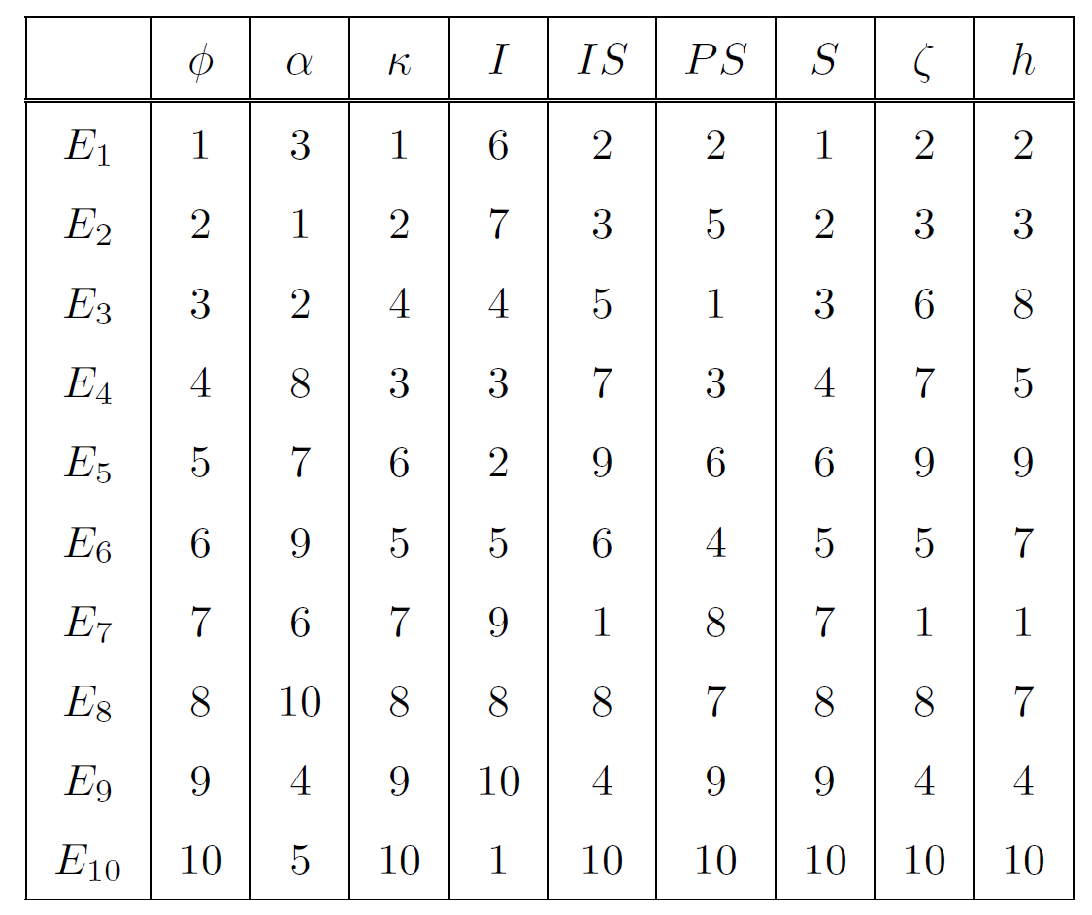 ϕ α κ I IS PS S ζ h
E₁ 1 3 1 6 2 2 1 2 2
E₂ 2 1 2 7 3 5 2 3 3
E₃ 3 2 4 4 5 1 3 6 8
E₄ 4 8 3 3 7 3 4 7 5
E₅ 5 7 6 2 9 6 6 9 9
E₆ 6 9 5 5 6 4 5 5 7
E₇ 7 6 7 9 1 8 7 1 1
E₈ 8 10 8 8 8 7 8 8 7
E₉ 9 4 9 10 4 9 9 4 4
E₁₀ 10 5 10 1 10 10 10 10 10